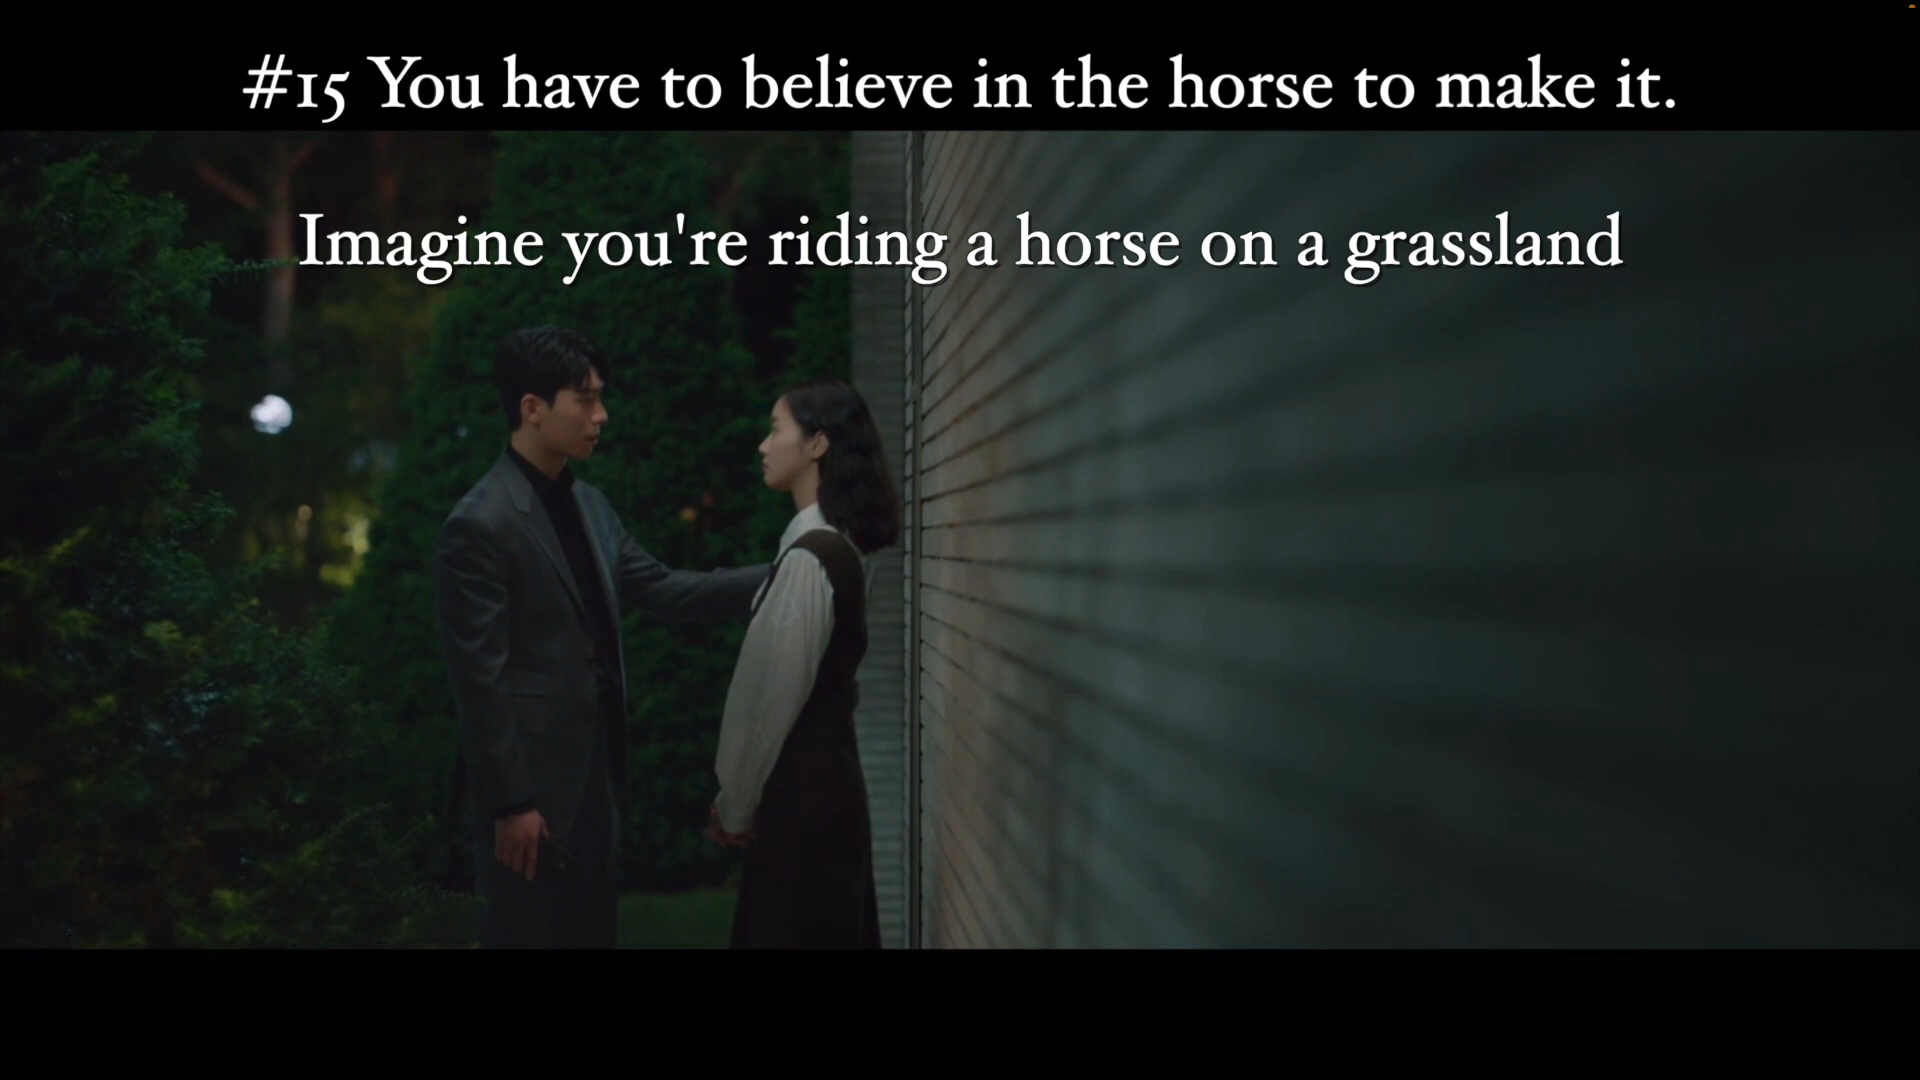 #15 You have to believe in the horse to make it.
Imagine you're riding a horse on a grassland